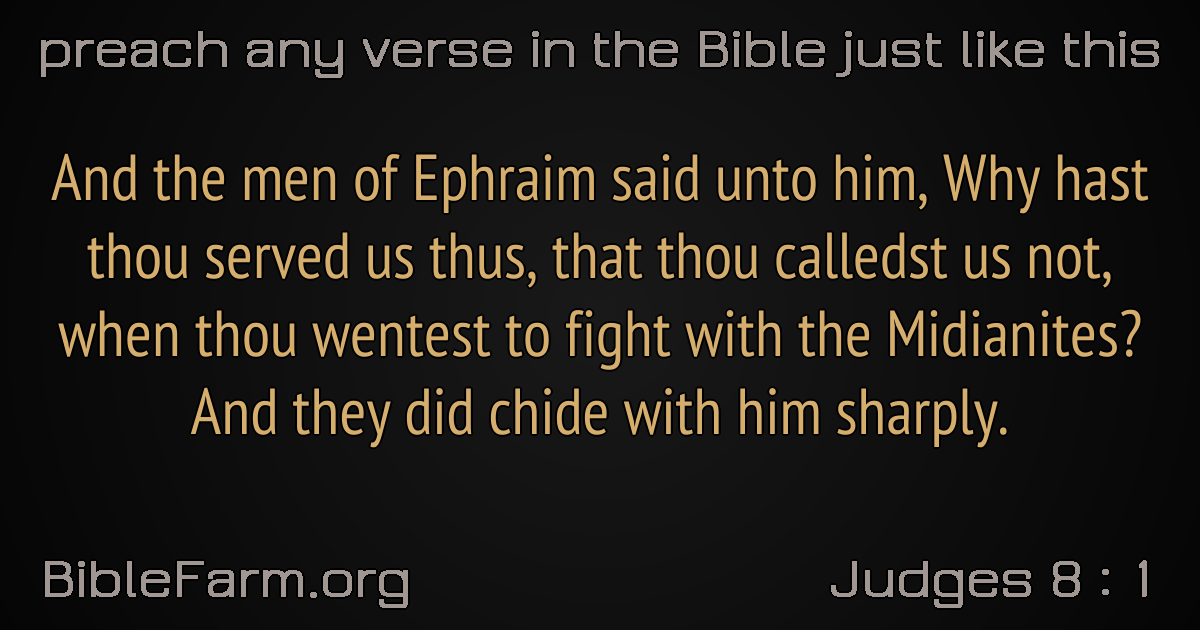 preach any verse in the Bible just like this
And the men of Ephraim said unto him, Why hast
thou served us thus, that thou calledst us not,
when thou wentest to fight with the Midianites?
And they did chide with him sharply.
BibleFarm.org
Judges 8 : 1